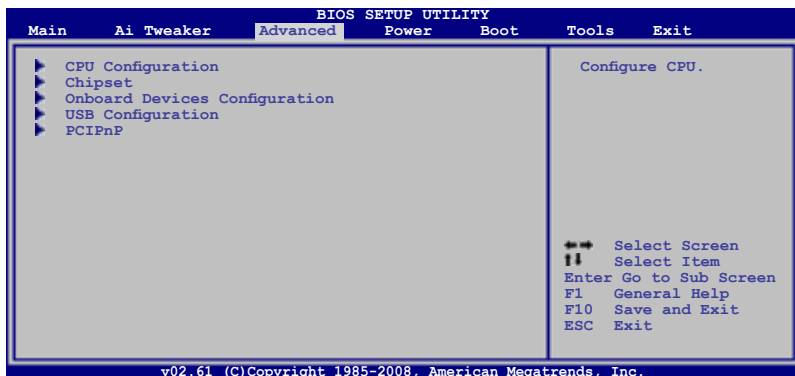 BIOS SETUP UTILITY
Main Ai Tweaker Advanced Power Boot Tools Exit
CPU Configuration
Chipset
Onboard Devices Configuration
USB Configuration
PCIPnP
Configure CPU.
Select Screen
Select Item
Enter Go to Sub Screen
F1 General Help
F10 Save and Exit
ESC Exit
v02.61 (C)Copyright 1985-2008, American Megatrends, Inc.